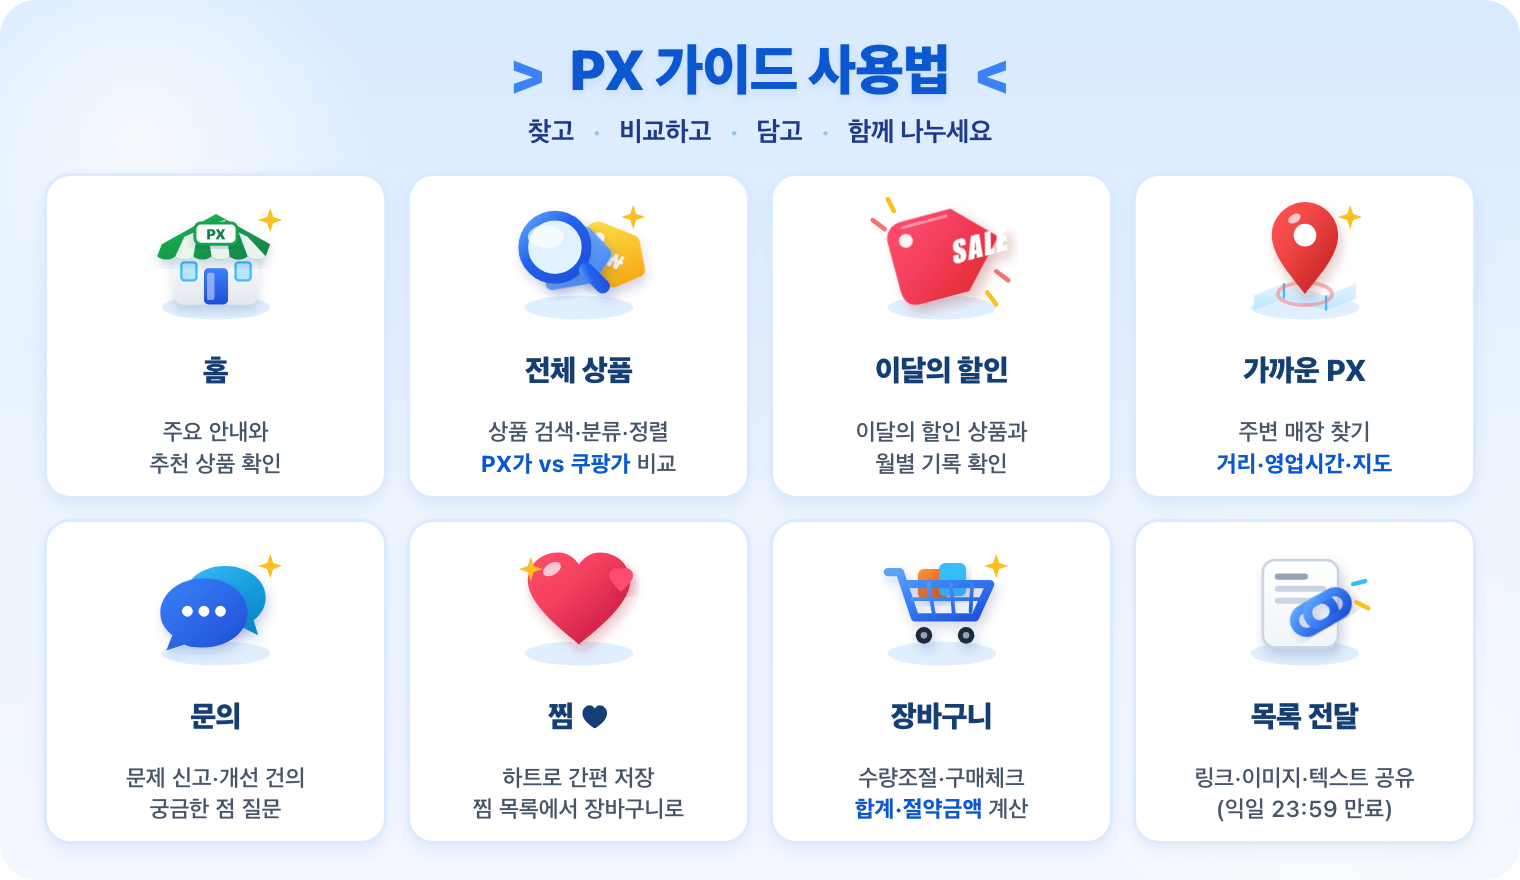 > PX 가이드 사용법 <
찾고 · 비교하고 · 담고 · 함께 나누세요
PX
홈
주요 안내와
추천 상품 확인
전체 상품
상품 검색·분류·정렬
PX가 vs 쿠팡가 비교
SALE
이달의 할인
이달의 할인 상품과
월별 기록 확인
가까운 PX
주변 매장 찾기
거리·영업시간·지도
문의
문제 신고·개선 건의
궁금한 점 질문
찜 ♥
하트로 간편 저장
찜 목록에서 장바구니로
장바구니
수량조절·구매체크
합계·절약금액 계산
목록 전달
링크·이미지·텍스트 공유
(익일 23:59 만료)